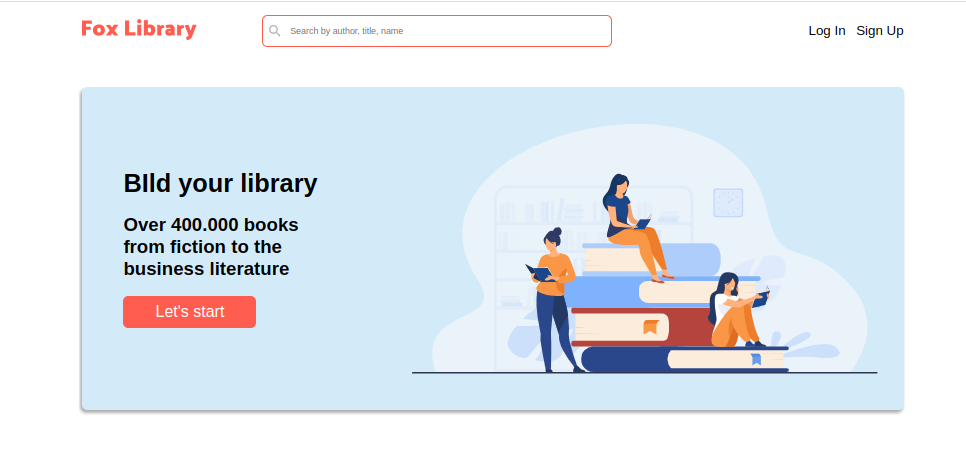 Fox Library
Search by author, title, name
Log In
Sign Up
BIld your library
Over 400.000 books
from fiction to the
business literature
Let's start